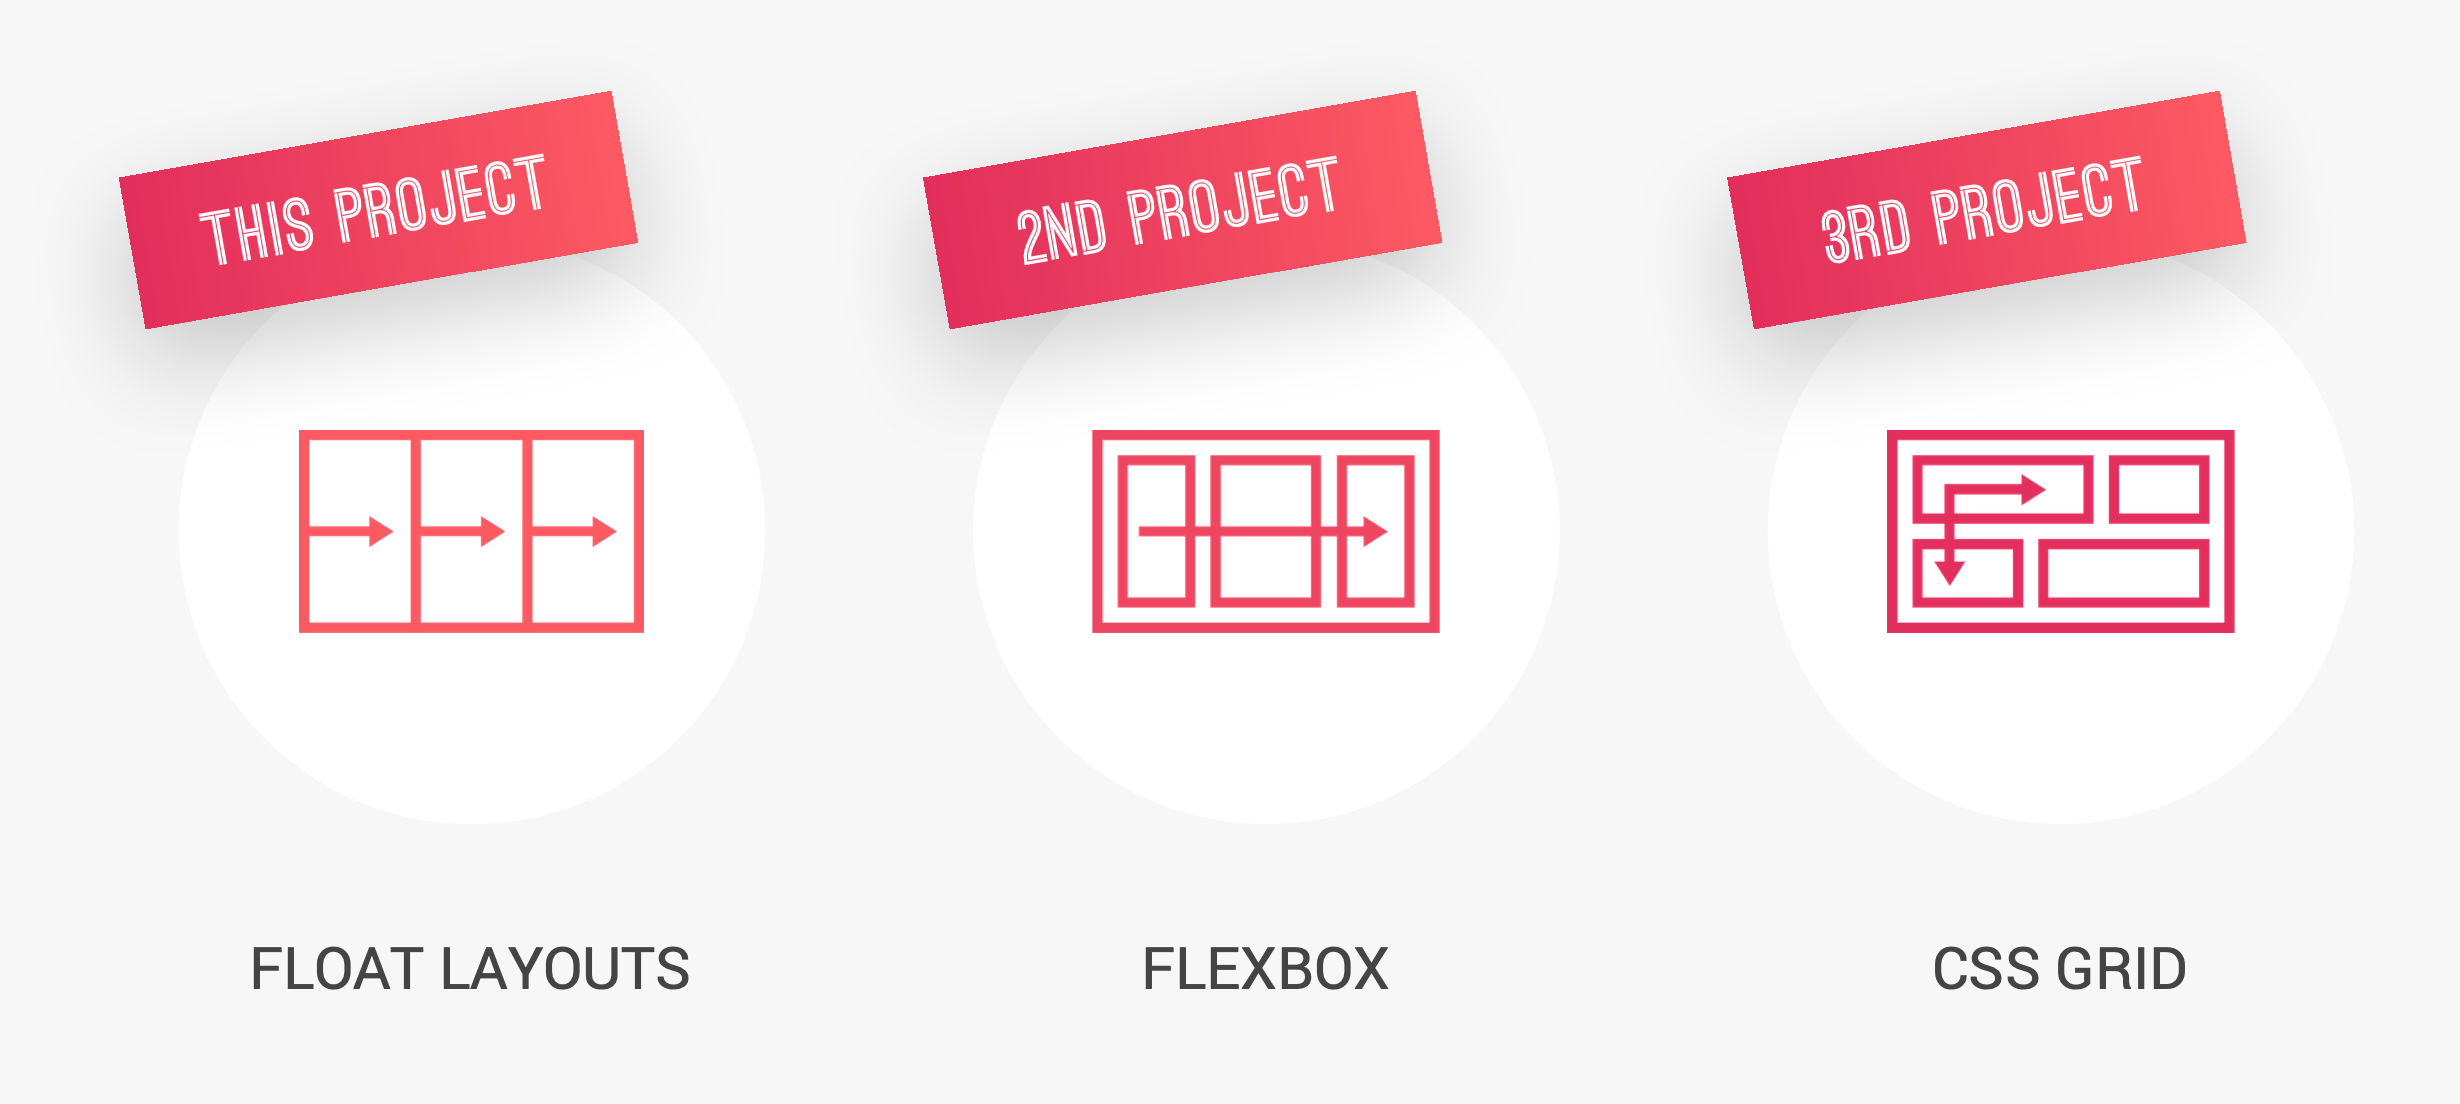 THIS PROJECT
2ND PROJECT
3RD PROJECT
FLOAT LAYOUTS
FLEXBOX
CSS GRID